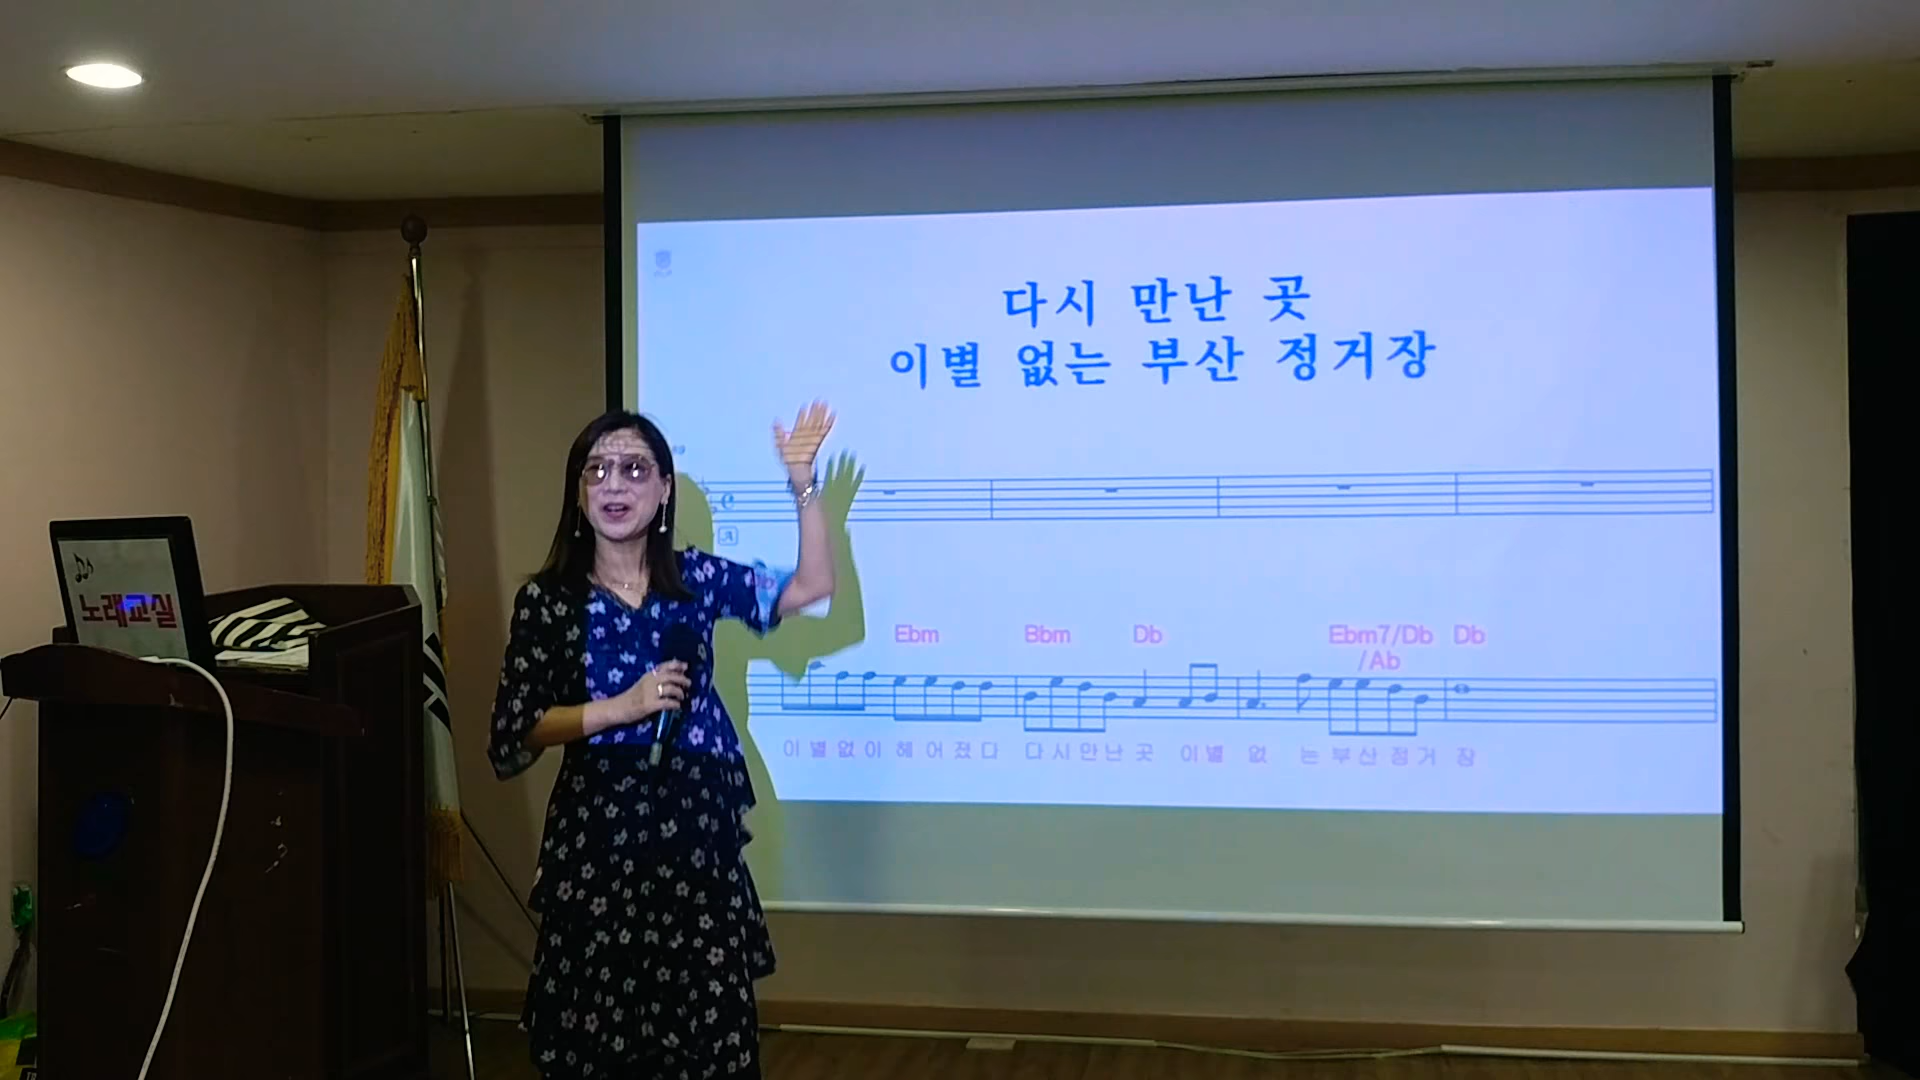 다시 만난 곳
이별 없는 부산 정거장
A
Db
Ebm Bbm Db Ebm7/Db Db
/Ab
이별없이 헤어졌다 다시만난곳 이별 없 는부산정거 장
노래교실